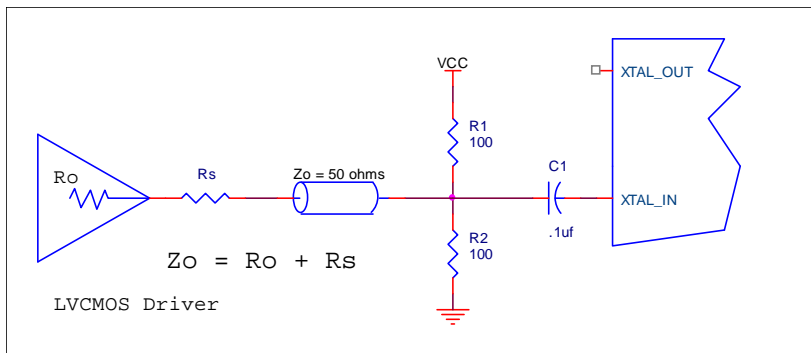 VCC
XTAL_OUT
R1
100
Ro
Rs
Zo = 50 ohms
C1
XTAL_IN
.1uf
R2
100
Zo = Ro + Rs
LVCMOS Driver